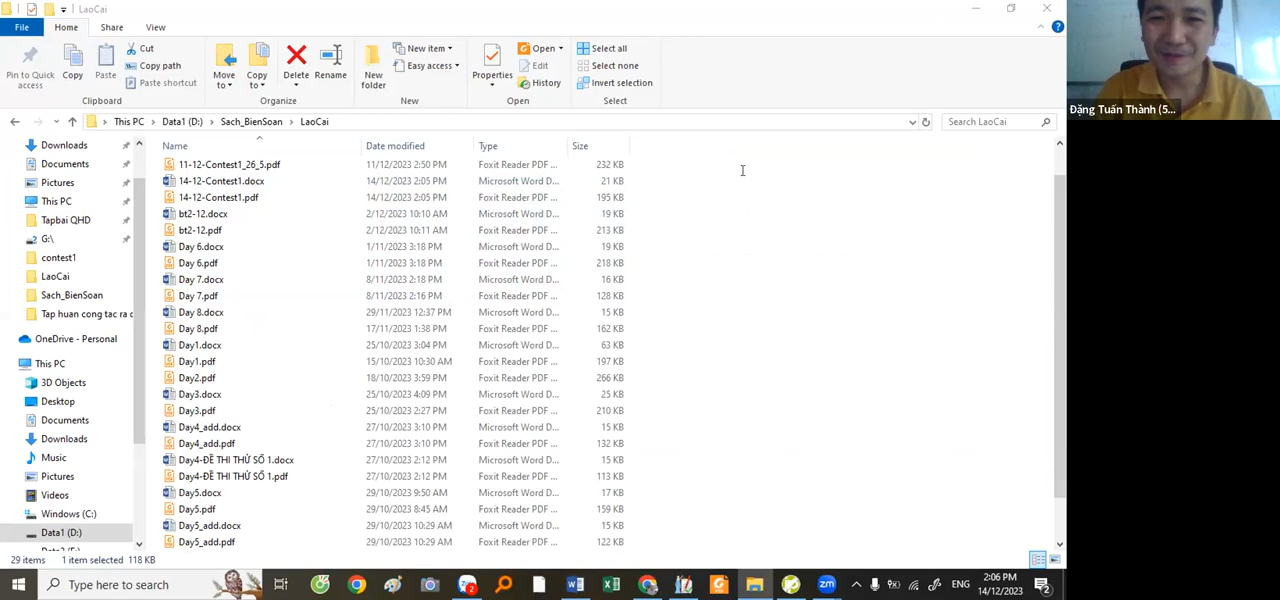 LaoCai
File Home Share View
Pin to Quick access
Copy
Paste
Cut
Copy path
Paste shortcut
Clipboard
Move to
Copy to
Delete
Rename
Organize
New folder
New item
Easy access
New
Properties
Open
Edit
History
Open
Select all
Select none
Invert selection
Select
This PC > Data1 (D:) > Sach_BienSoan > LaoCai
Search LaoCai
Downloads
Documents
Pictures
This PC
Tapbai QHD
G:\
contest1
LaoCai
Sach_BienSoan
Tap huan cong tac ra c
OneDrive - Personal
This PC
3D Objects
Desktop
Documents
Downloads
Music
Pictures
Videos
Windows (C:)
Data1 (D:)
Name Date modified Type Size
11-12-Contest1_26_5.pdf 11/12/2023 2:50 PM Foxit Reader PDF ... 232 KB
14-12-Contest1.docx 14/12/2023 2:05 PM Microsoft Word D... 21 KB
14-12-Contest1.pdf 14/12/2023 2:05 PM Foxit Reader PDF ... 195 KB
bt2-12.docx 2/12/2023 10:10 AM Microsoft Word D... 19 KB
bt2-12.pdf 2/12/2023 10:11 AM Foxit Reader PDF ... 213 KB
Day 6.docx 1/11/2023 3:18 PM Microsoft Word D... 19 KB
Day 6.pdf 1/11/2023 3:18 PM Foxit Reader PDF ... 218 KB
Day 7.docx 8/11/2023 2:18 PM Microsoft Word D... 16 KB
Day 7.pdf 8/11/2023 2:16 PM Foxit Reader PDF ... 128 KB
Day 8.docx 29/11/2023 12:37 PM Microsoft Word D... 15 KB
Day 8.pdf 17/11/2023 1:38 PM Foxit Reader PDF ... 162 KB
Day1.docx 25/10/2023 3:04 PM Microsoft Word D... 63 KB
Day1.pdf 15/10/2023 10:30 AM Foxit Reader PDF ... 197 KB
Day2.pdf 18/10/2023 3:59 PM Foxit Reader PDF ... 266 KB
Day3.docx 25/10/2023 4:09 PM Microsoft Word D... 25 KB
Day3.pdf 25/10/2023 2:27 PM Foxit Reader PDF ... 210 KB
Day4_add.docx 27/10/2023 3:10 PM Microsoft Word D... 15 KB
Day4_add.pdf 27/10/2023 3:10 PM Foxit Reader PDF ... 132 KB
Day4-ĐỀ THI THỬ SỐ 1.docx 27/10/2023 2:12 PM Microsoft Word D... 15 KB
Day4-ĐỀ THI THỬ SỐ 1.pdf 27/10/2023 2:12 PM Foxit Reader PDF ... 113 KB
Day5.docx 29/10/2023 9:50 AM Microsoft Word D... 17 KB
Day5.pdf 29/10/2023 8:45 AM Foxit Reader PDF ... 159 KB
Day5_add.docx 29/10/2023 10:29 AM Microsoft Word D... 15 KB
Day5_add.pdf 29/10/2023 10:29 AM Foxit Reader PDF ... 122 KB
29 items 1 item selected 118 KB
Type here to search
ENG
2:06 PM
14/12/2023
Đặng Tuấn Thành (5...